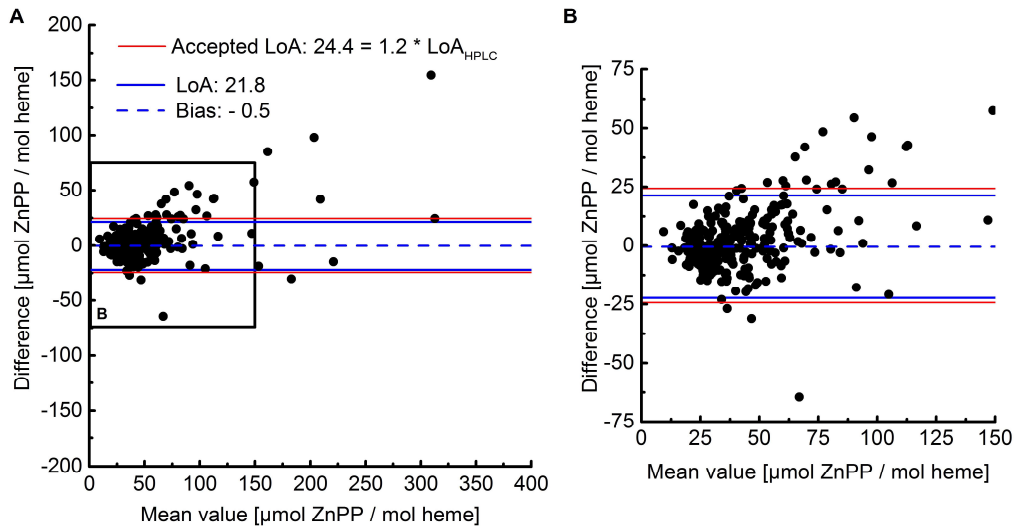 A
200
150
100
50
0
-50
-100
-150
-200
Difference [µmol ZnPP / mol heme]
Accepted LoA: 24.4 = 1.2 * LoA HPLC
LoA: 21.8
Bias: - 0.5
B
0 50 100 150 200 250 300 350 400
Mean value [µmol ZnPP / mol heme]
B
75
50
25
0
-25
-50
-75
Difference [µmol ZnPP / mol heme]
0 25 50 75 100 125 150
Mean value [µmol ZnPP / mol heme]